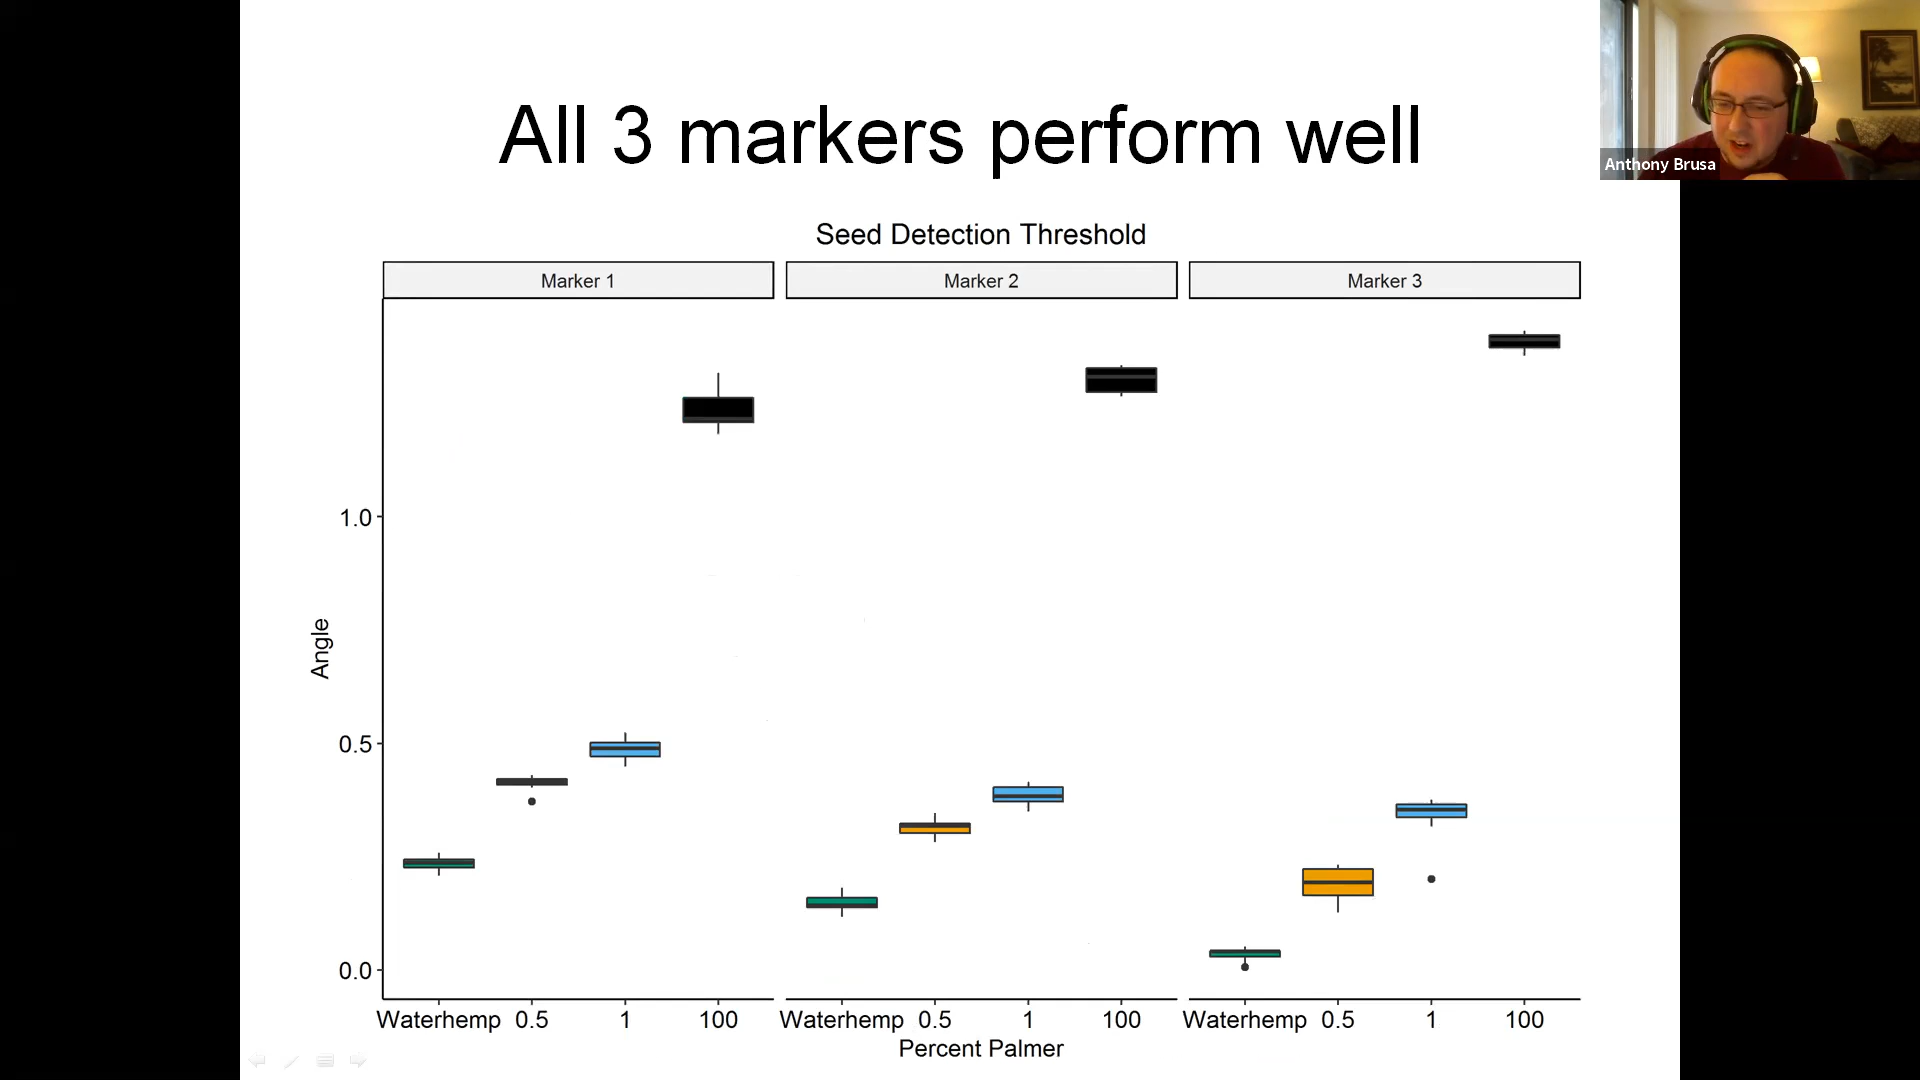 All 3 markers perform well
Anthony Brusa
Seed Detection Threshold
Marker 1 Marker 2 Marker 3
Angle
1.0
0.5
0.0
Waterhemp 0.5 1 100 Waterhemp 0.5 1 100 Waterhemp 0.5 1 100
Percent Palmer